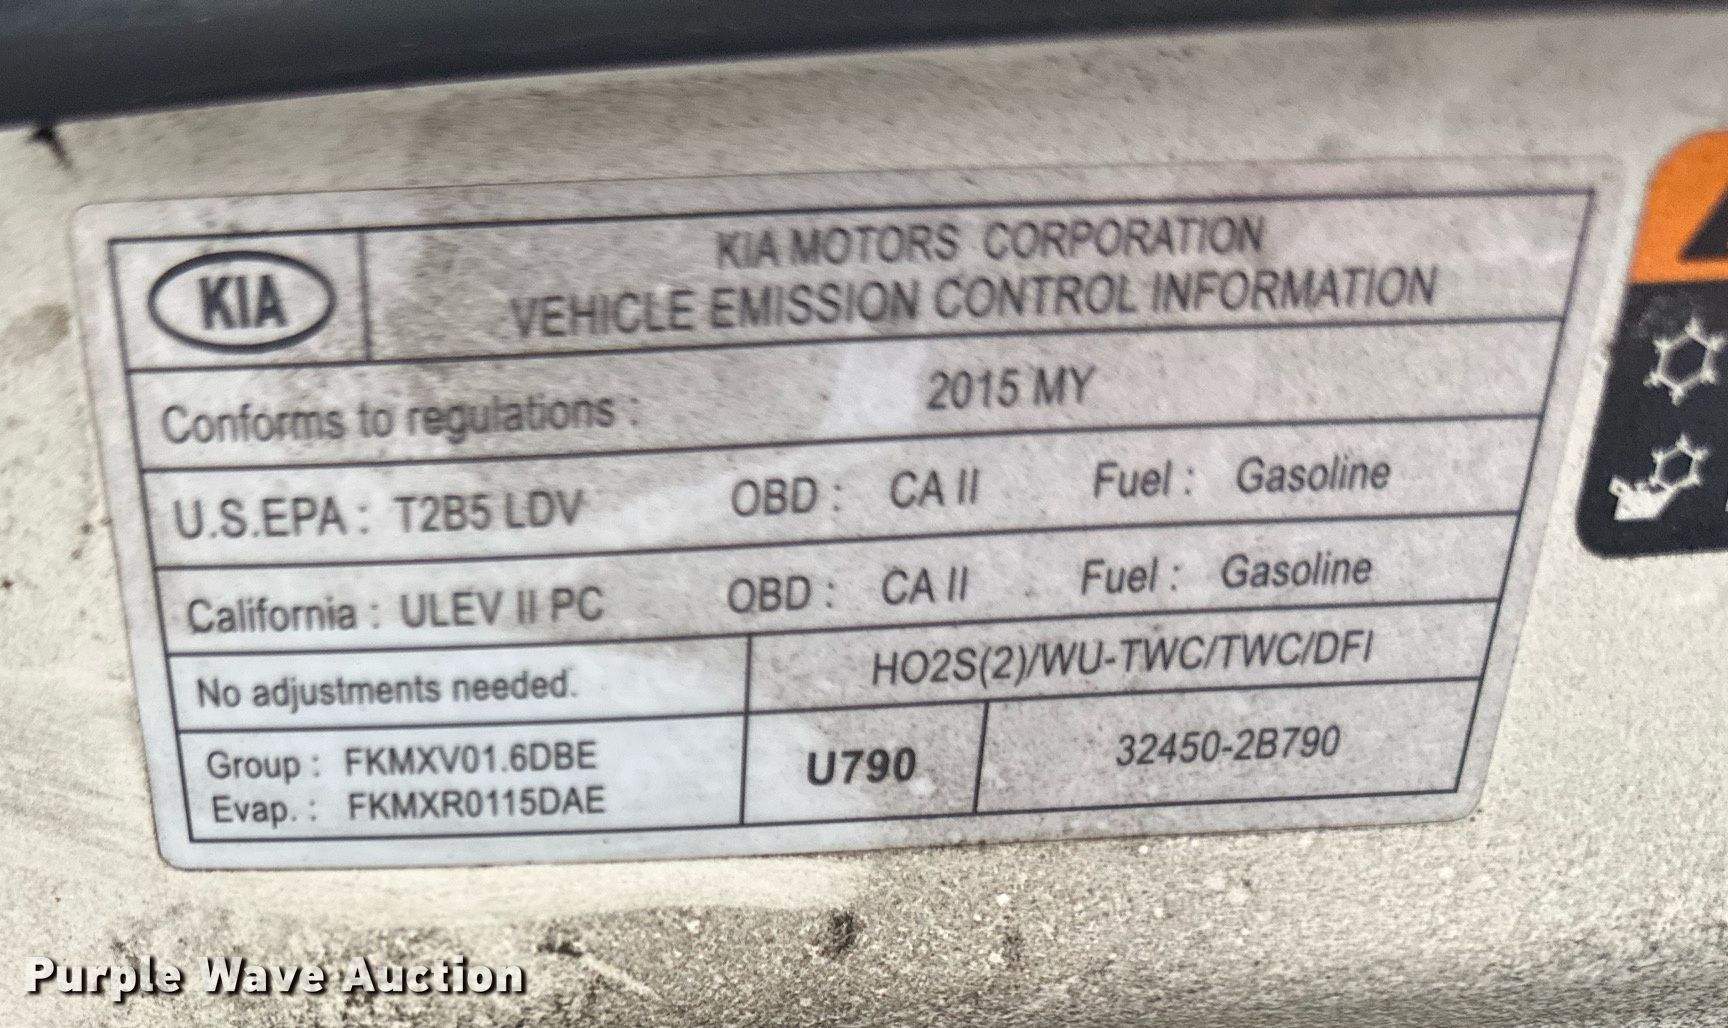 KIA
KIA MOTORS CORPORATION
VEHICLE EMISSION CONTROL INFORMATION
Conforms to regulations : 2015 MY
U.S.EPA : T2B5 LDV OBD : CA II Fuel : Gasoline
California : ULEV II PC OBD : CA II Fuel : Gasoline
No adjustments needed. HO2S(2)/WU-TWC/TWC/DFI
Group : FKMXV01.6DBE
Evap. : FKMXR0115DAE
U790
32450-2B790
Purple Wave Auction